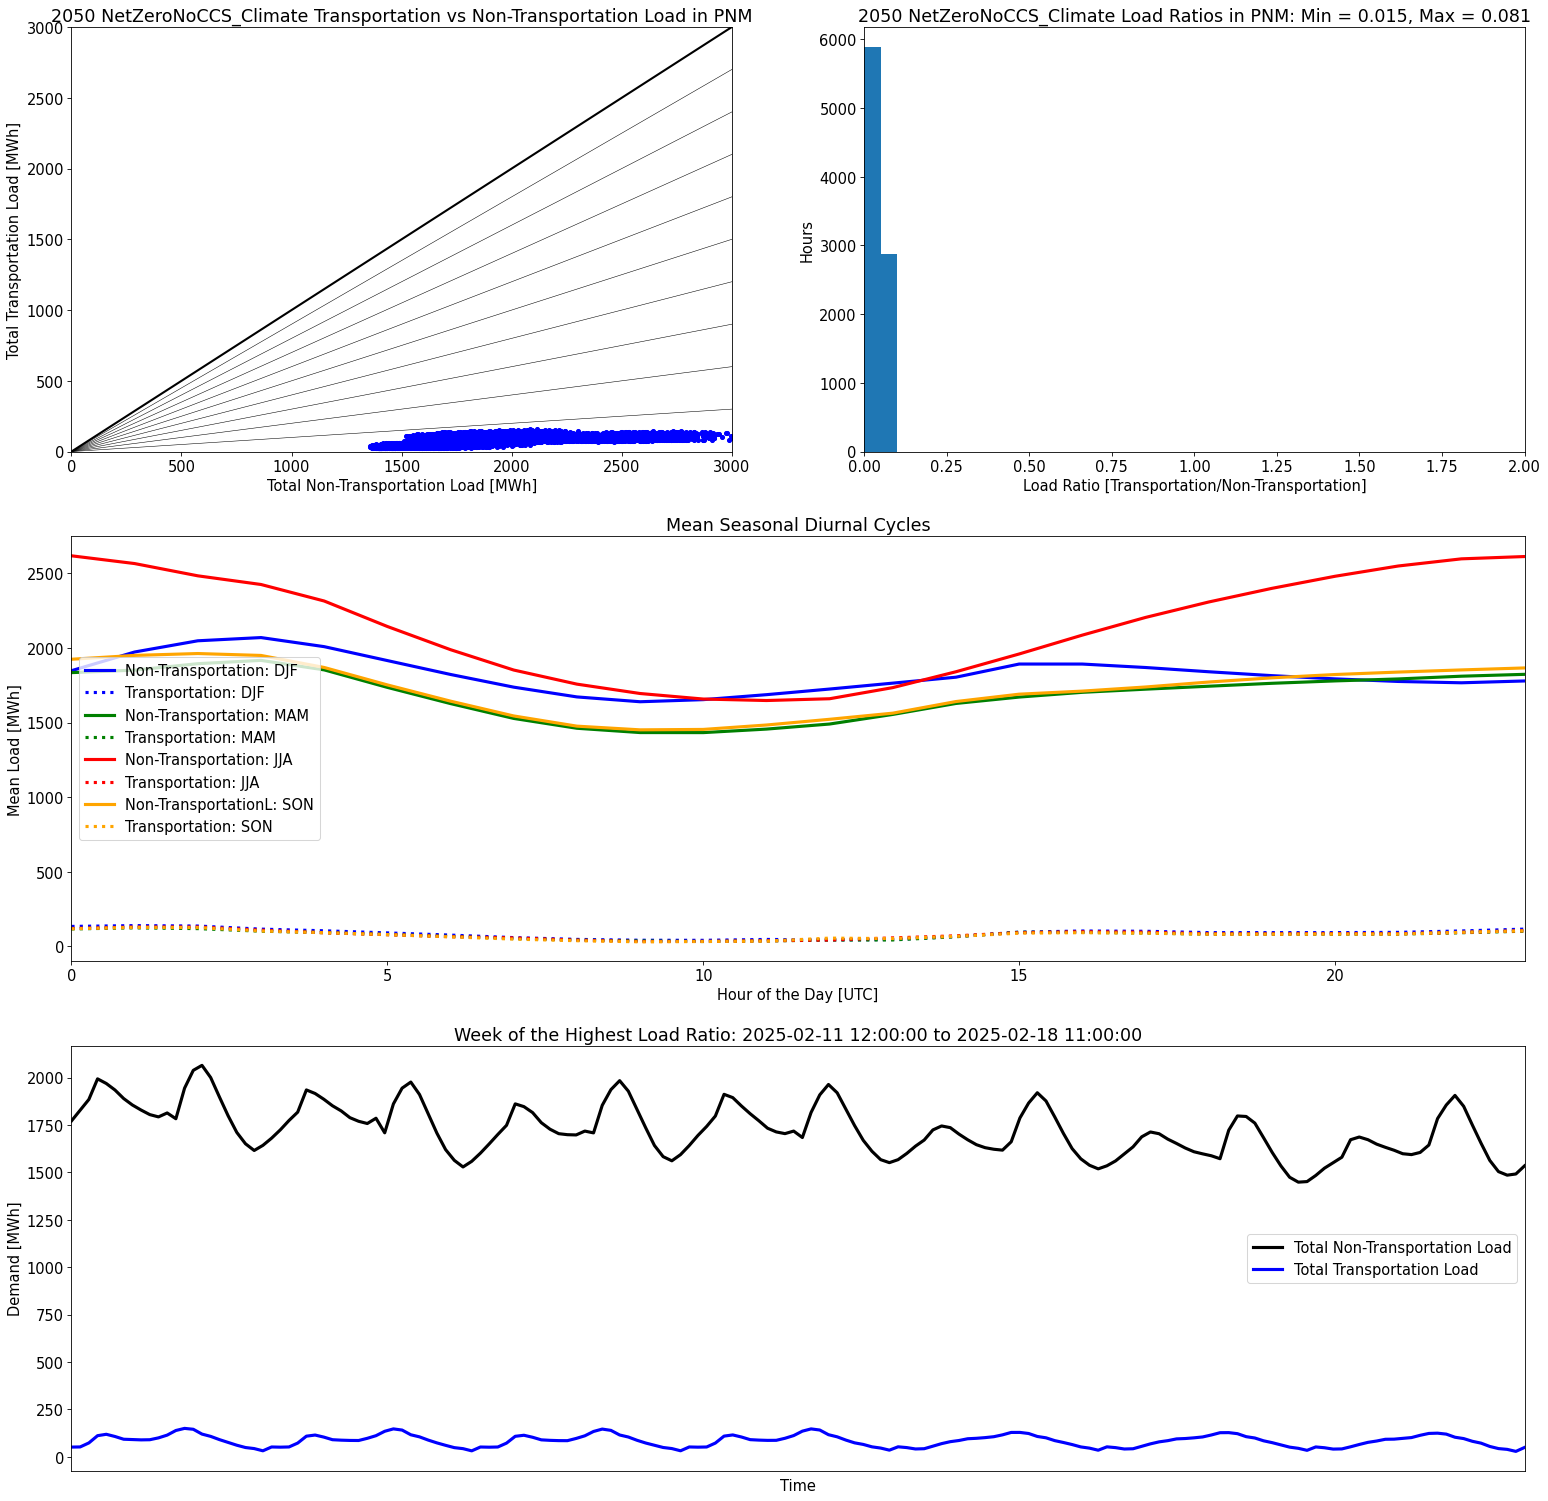 2050 NetZeroNoCCS_Climate Transportation vs Non-Transportation Load in PNM
3000
2500
2000
1500
1000
500
0
Total Transportation Load [MWh]
0 500 1000 1500 2000 2500 3000
Total Non-Transportation Load [MWh]
2050 NetZeroNoCCS_Climate Load Ratios in PNM: Min = 0.015, Max = 0.081
6000
5000
4000
3000
2000
1000
0
Hours
0.00 0.25 0.50 0.75 1.00 1.25 1.50 1.75 2.00
Load Ratio [Transportation/Non-Transportation]
Mean Seasonal Diurnal Cycles
2500
2000
1500
1000
500
0
Mean Load [MWh]
Non-Transportation: DJF
Transportation: DJF
Non-Transportation: MAM
Transportation: MAM
Non-Transportation: JJA
Transportation: JJA
Non-TransportationL: SON
Transportation: SON
0 5 10 15 20
Hour of the Day [UTC]
Week of the Highest Load Ratio: 2025-02-11 12:00:00 to 2025-02-18 11:00:00
2000
1750
1500
1250
1000
750
500
250
0
Demand [MWh]
Total Non-Transportation Load
Total Transportation Load
Time